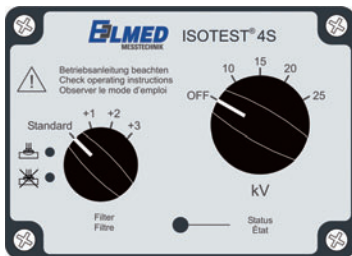 ELMED
MESSTECHNIK
ISOTEST® 4S
Betriebsanleitung beachten
Check operating instructions
Observer le mode d'emploi
OFF
10
15
20
25
kV
Standard
+1
+2
+3
Filter
Filtre
Status
État